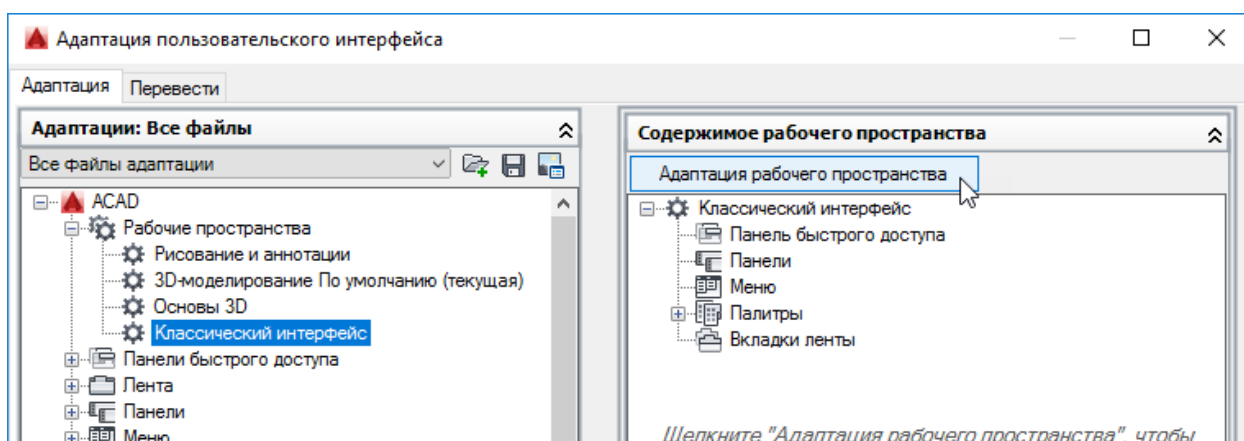 Адаптация пользовательского интерфейса
Адаптация Перевести
Адаптации: Все файлы
Все файлы адаптации
ACAD
Рабочие пространства
Рисование и аннотации
3D-моделирование По умолчанию (текущая)
Основы 3D
Классический интерфейс
Панели быстрого доступа
Лента
Панели
Меню
Содержимое рабочего пространства
Адаптация рабочего пространства
Классический интерфейс
Панель быстрого доступа
Панели
Меню
Палитры
Вкладки ленты
Щелкните "Адаптация рабочего пространства", чтобы